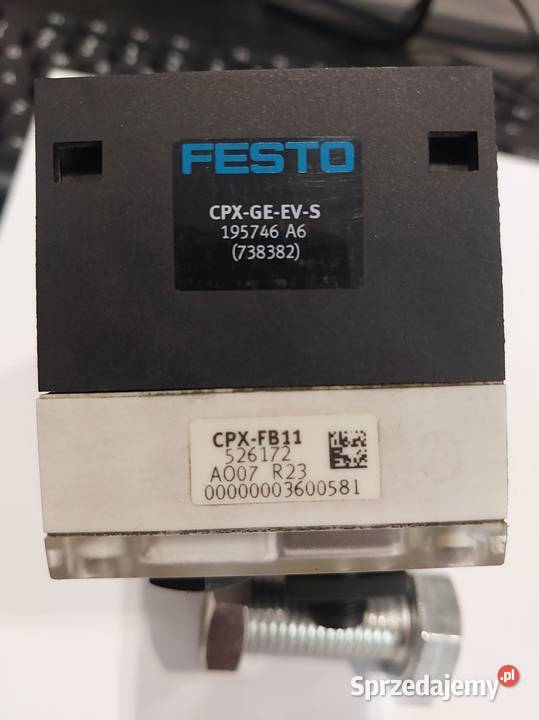 FESTO
CPX-GE-EV-S
195746 A6
(738382)
CPX-FB11
526172
AO07 R23
00000003600581
Sprzedajemy.pl